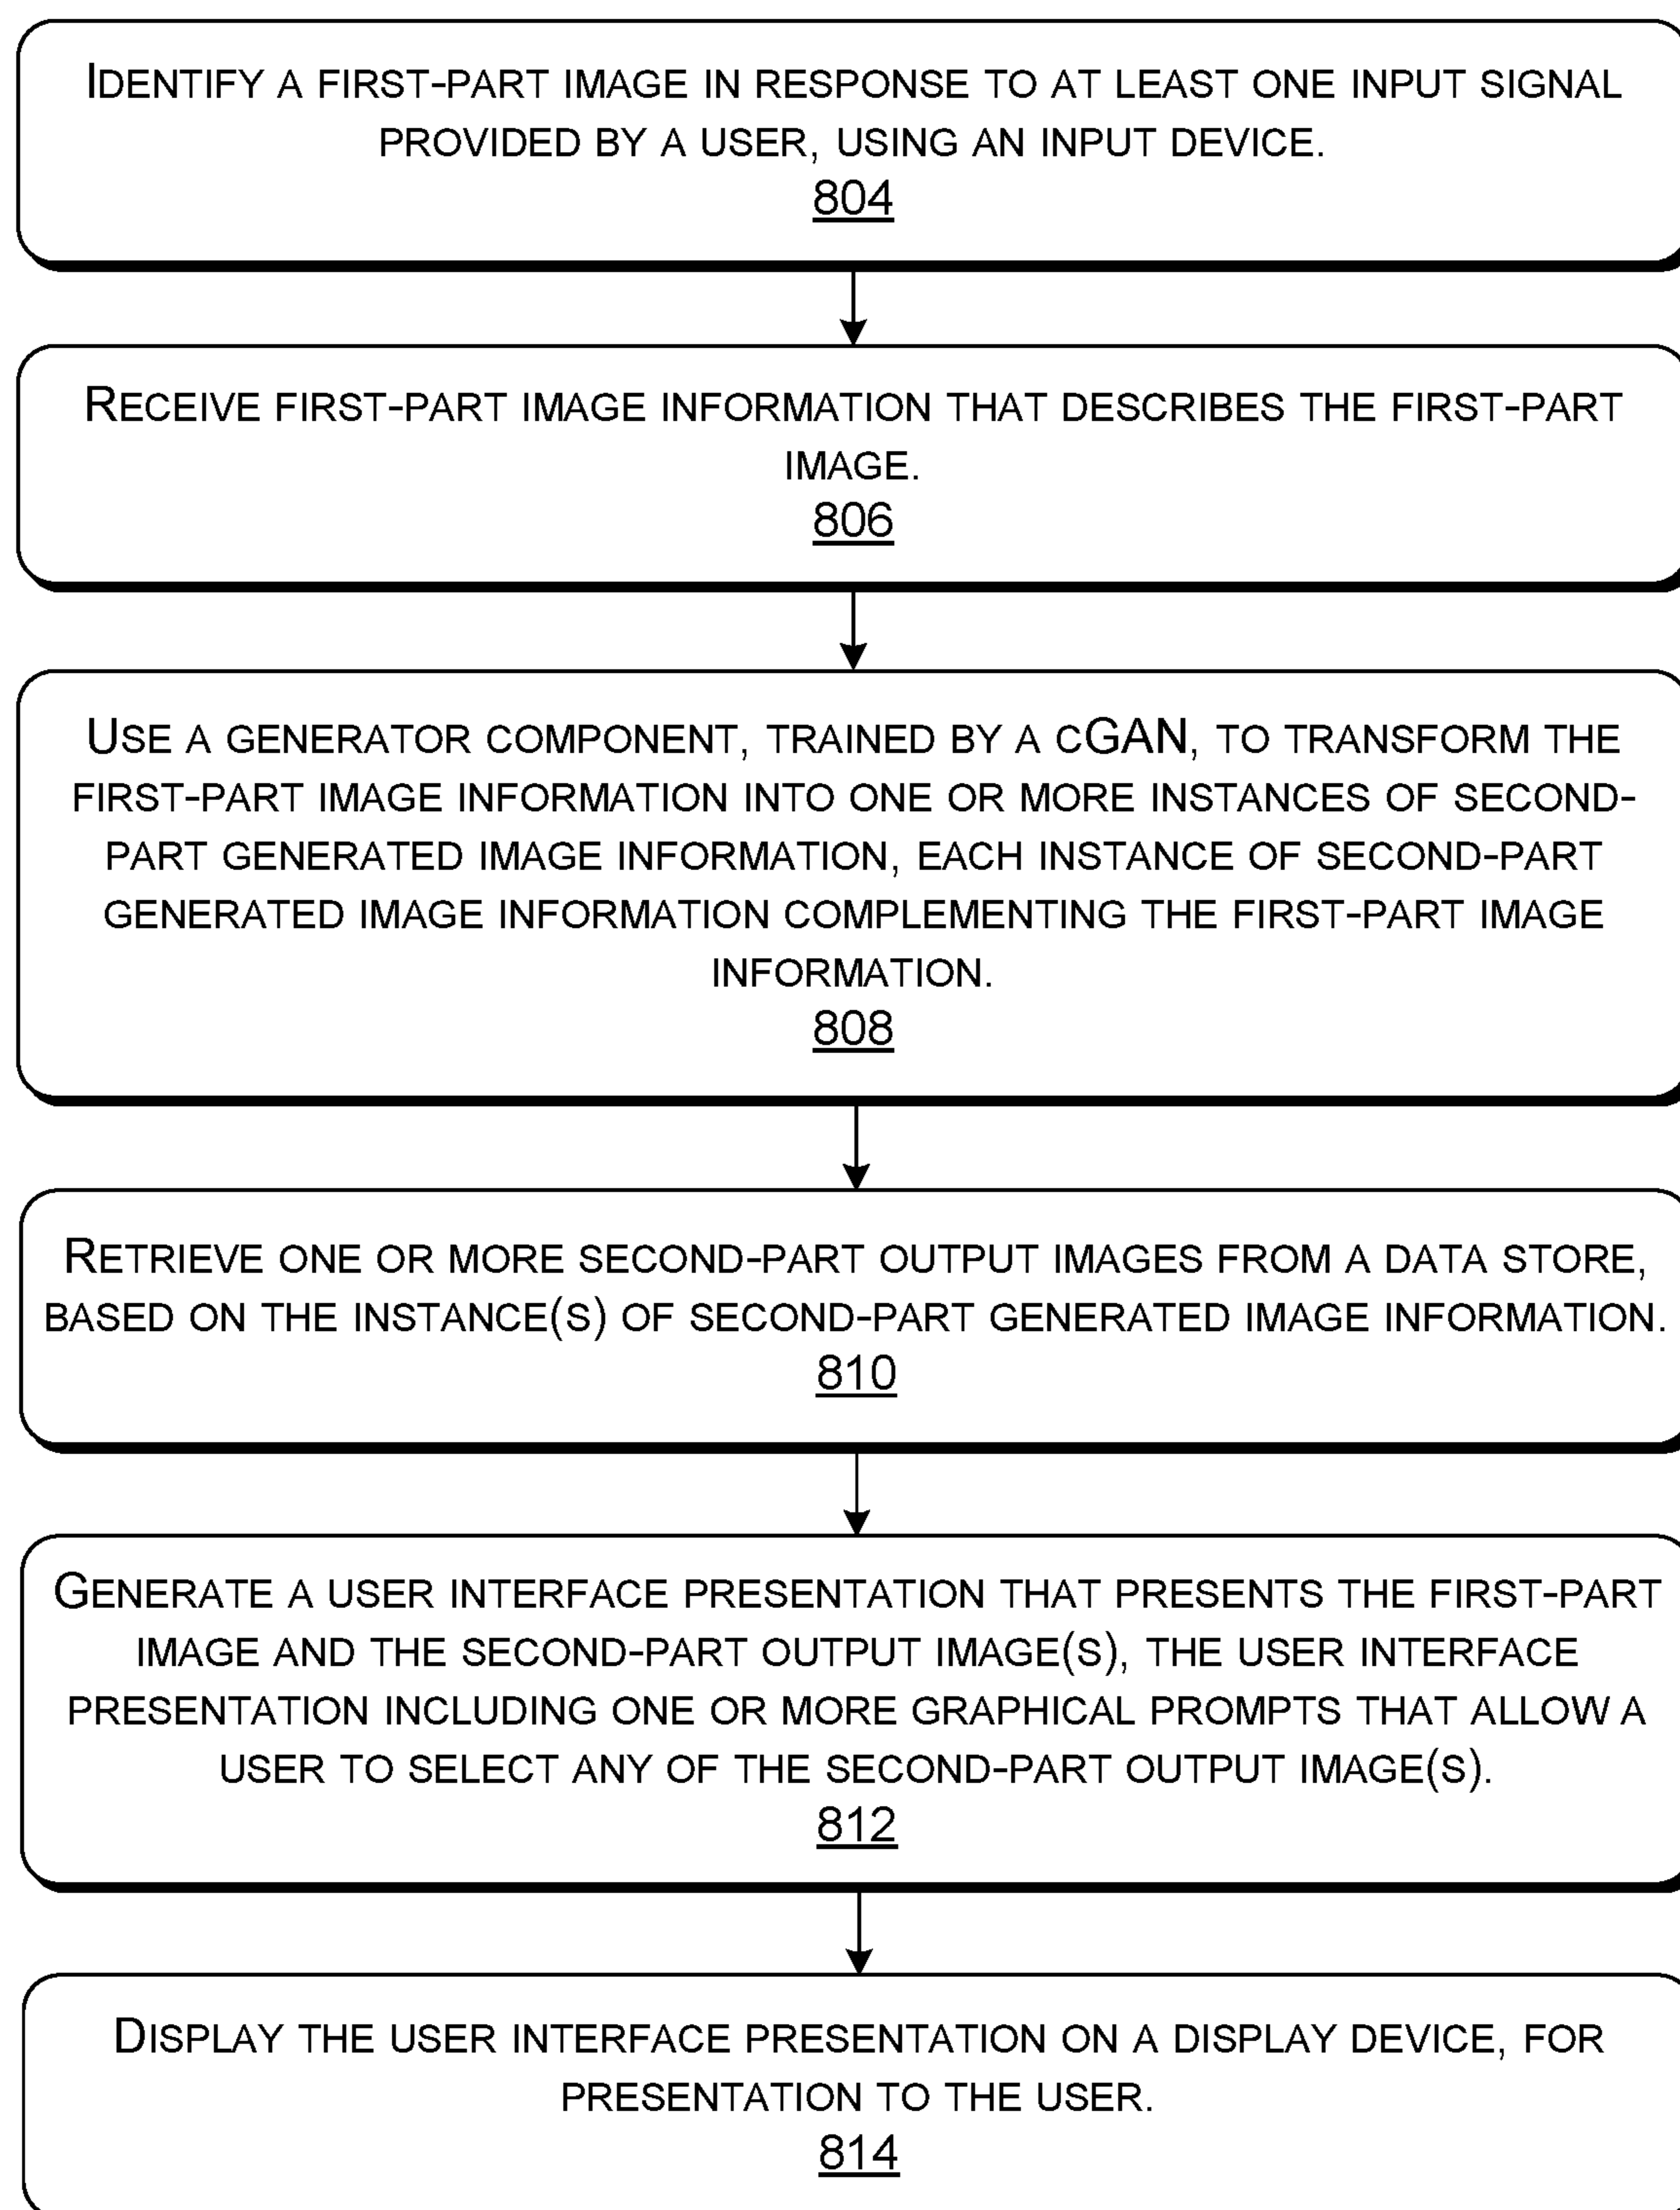 IDENTIFY A FIRST-PART IMAGE IN RESPONSE TO AT LEAST ONE INPUT SIGNAL
PROVIDED BY A USER, USING AN INPUT DEVICE.
804
RECEIVE FIRST-PART IMAGE INFORMATION THAT DESCRIBES THE FIRST-PART
IMAGE.
806
USE A GENERATOR COMPONENT, TRAINED BY A CGAN, TO TRANSFORM THE
FIRST-PART IMAGE INFORMATION INTO ONE OR MORE INSTANCES OF SECOND-
PART GENERATED IMAGE INFORMATION, EACH INSTANCE OF SECOND-PART
GENERATED IMAGE INFORMATION COMPLEMENTING THE FIRST-PART IMAGE
INFORMATION.
808
RETRIEVE ONE OR MORE SECOND-PART OUTPUT IMAGES FROM A DATA STORE,
BASED ON THE INSTANCE(S) OF SECOND-PART GENERATED IMAGE INFORMATION.
810
GENERATE A USER INTERFACE PRESENTATION THAT PRESENTS THE FIRST-PART
IMAGE AND THE SECOND-PART OUTPUT IMAGE(S), THE USER INTERFACE
PRESENTATION INCLUDING ONE OR MORE GRAPHICAL PROMPTS THAT ALLOW A
USER TO SELECT ANY OF THE SECOND-PART OUTPUT IMAGE(S).
812
DISPLAY THE USER INTERFACE PRESENTATION ON A DISPLAY DEVICE, FOR
PRESENTATION TO THE USER.
814